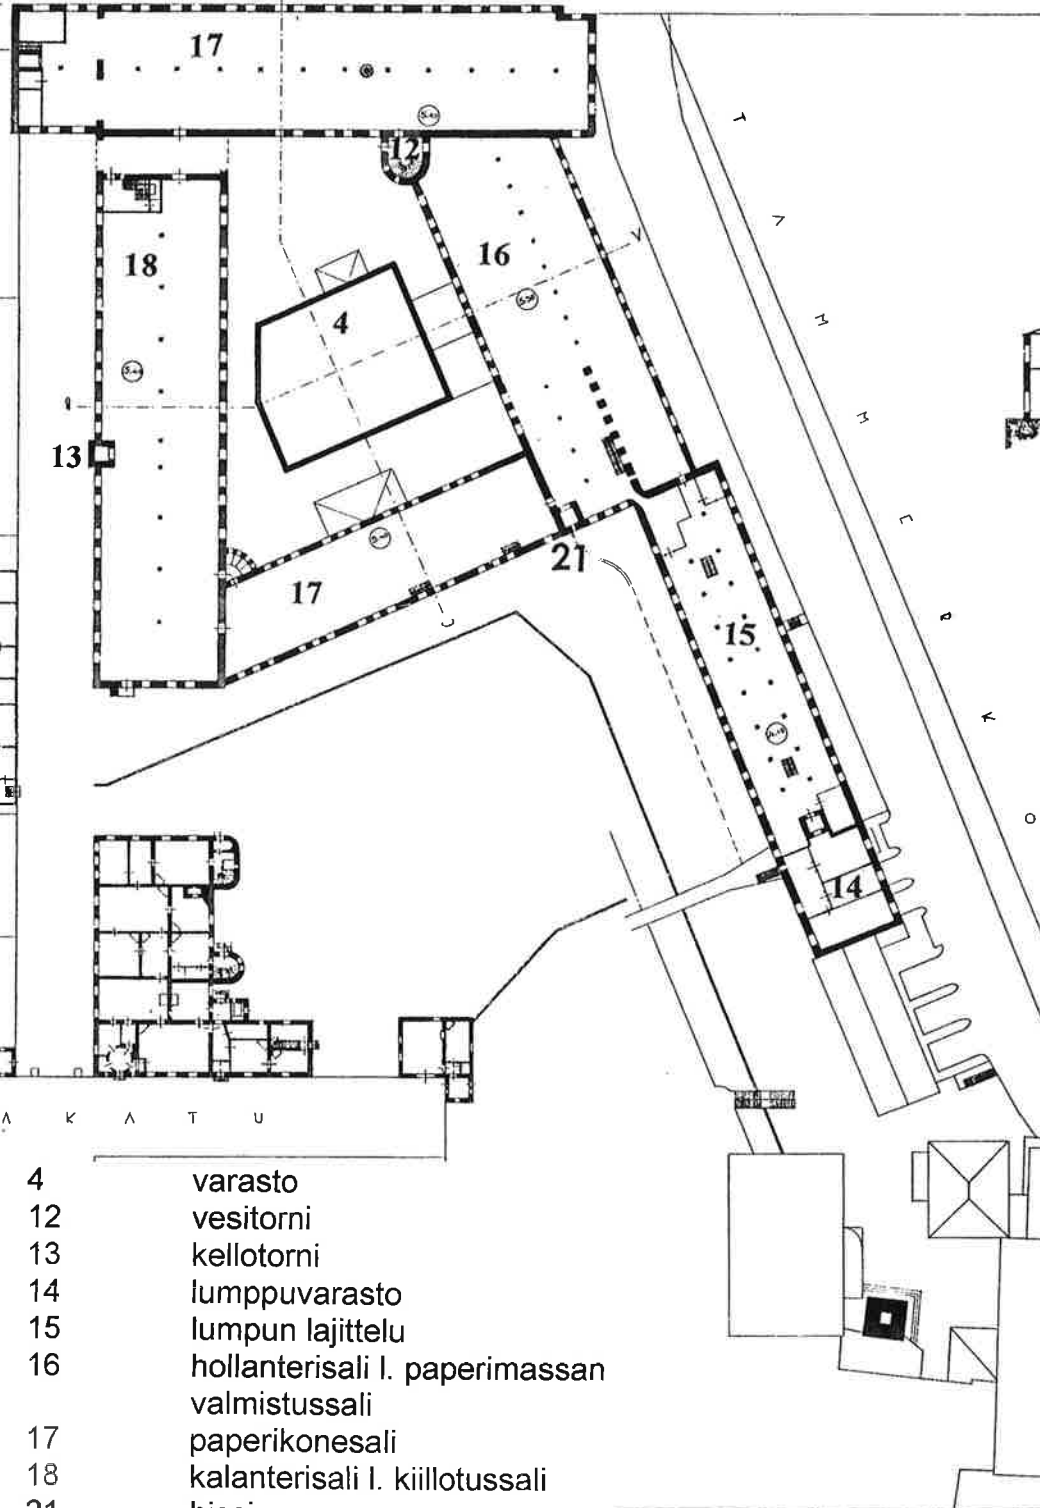 17
12
16
18
4
13
17
21
15
14
T A M M E R K O
A K A T U
4 varasto
12 vesitorni
13 kellotorni
14 lumppuvarasto
15 lumpun lajittelu
16 hollanterisali l. paperimassan
valmistussali
17 paperikonesali
18 kalanterisali l. kiillotussali
21